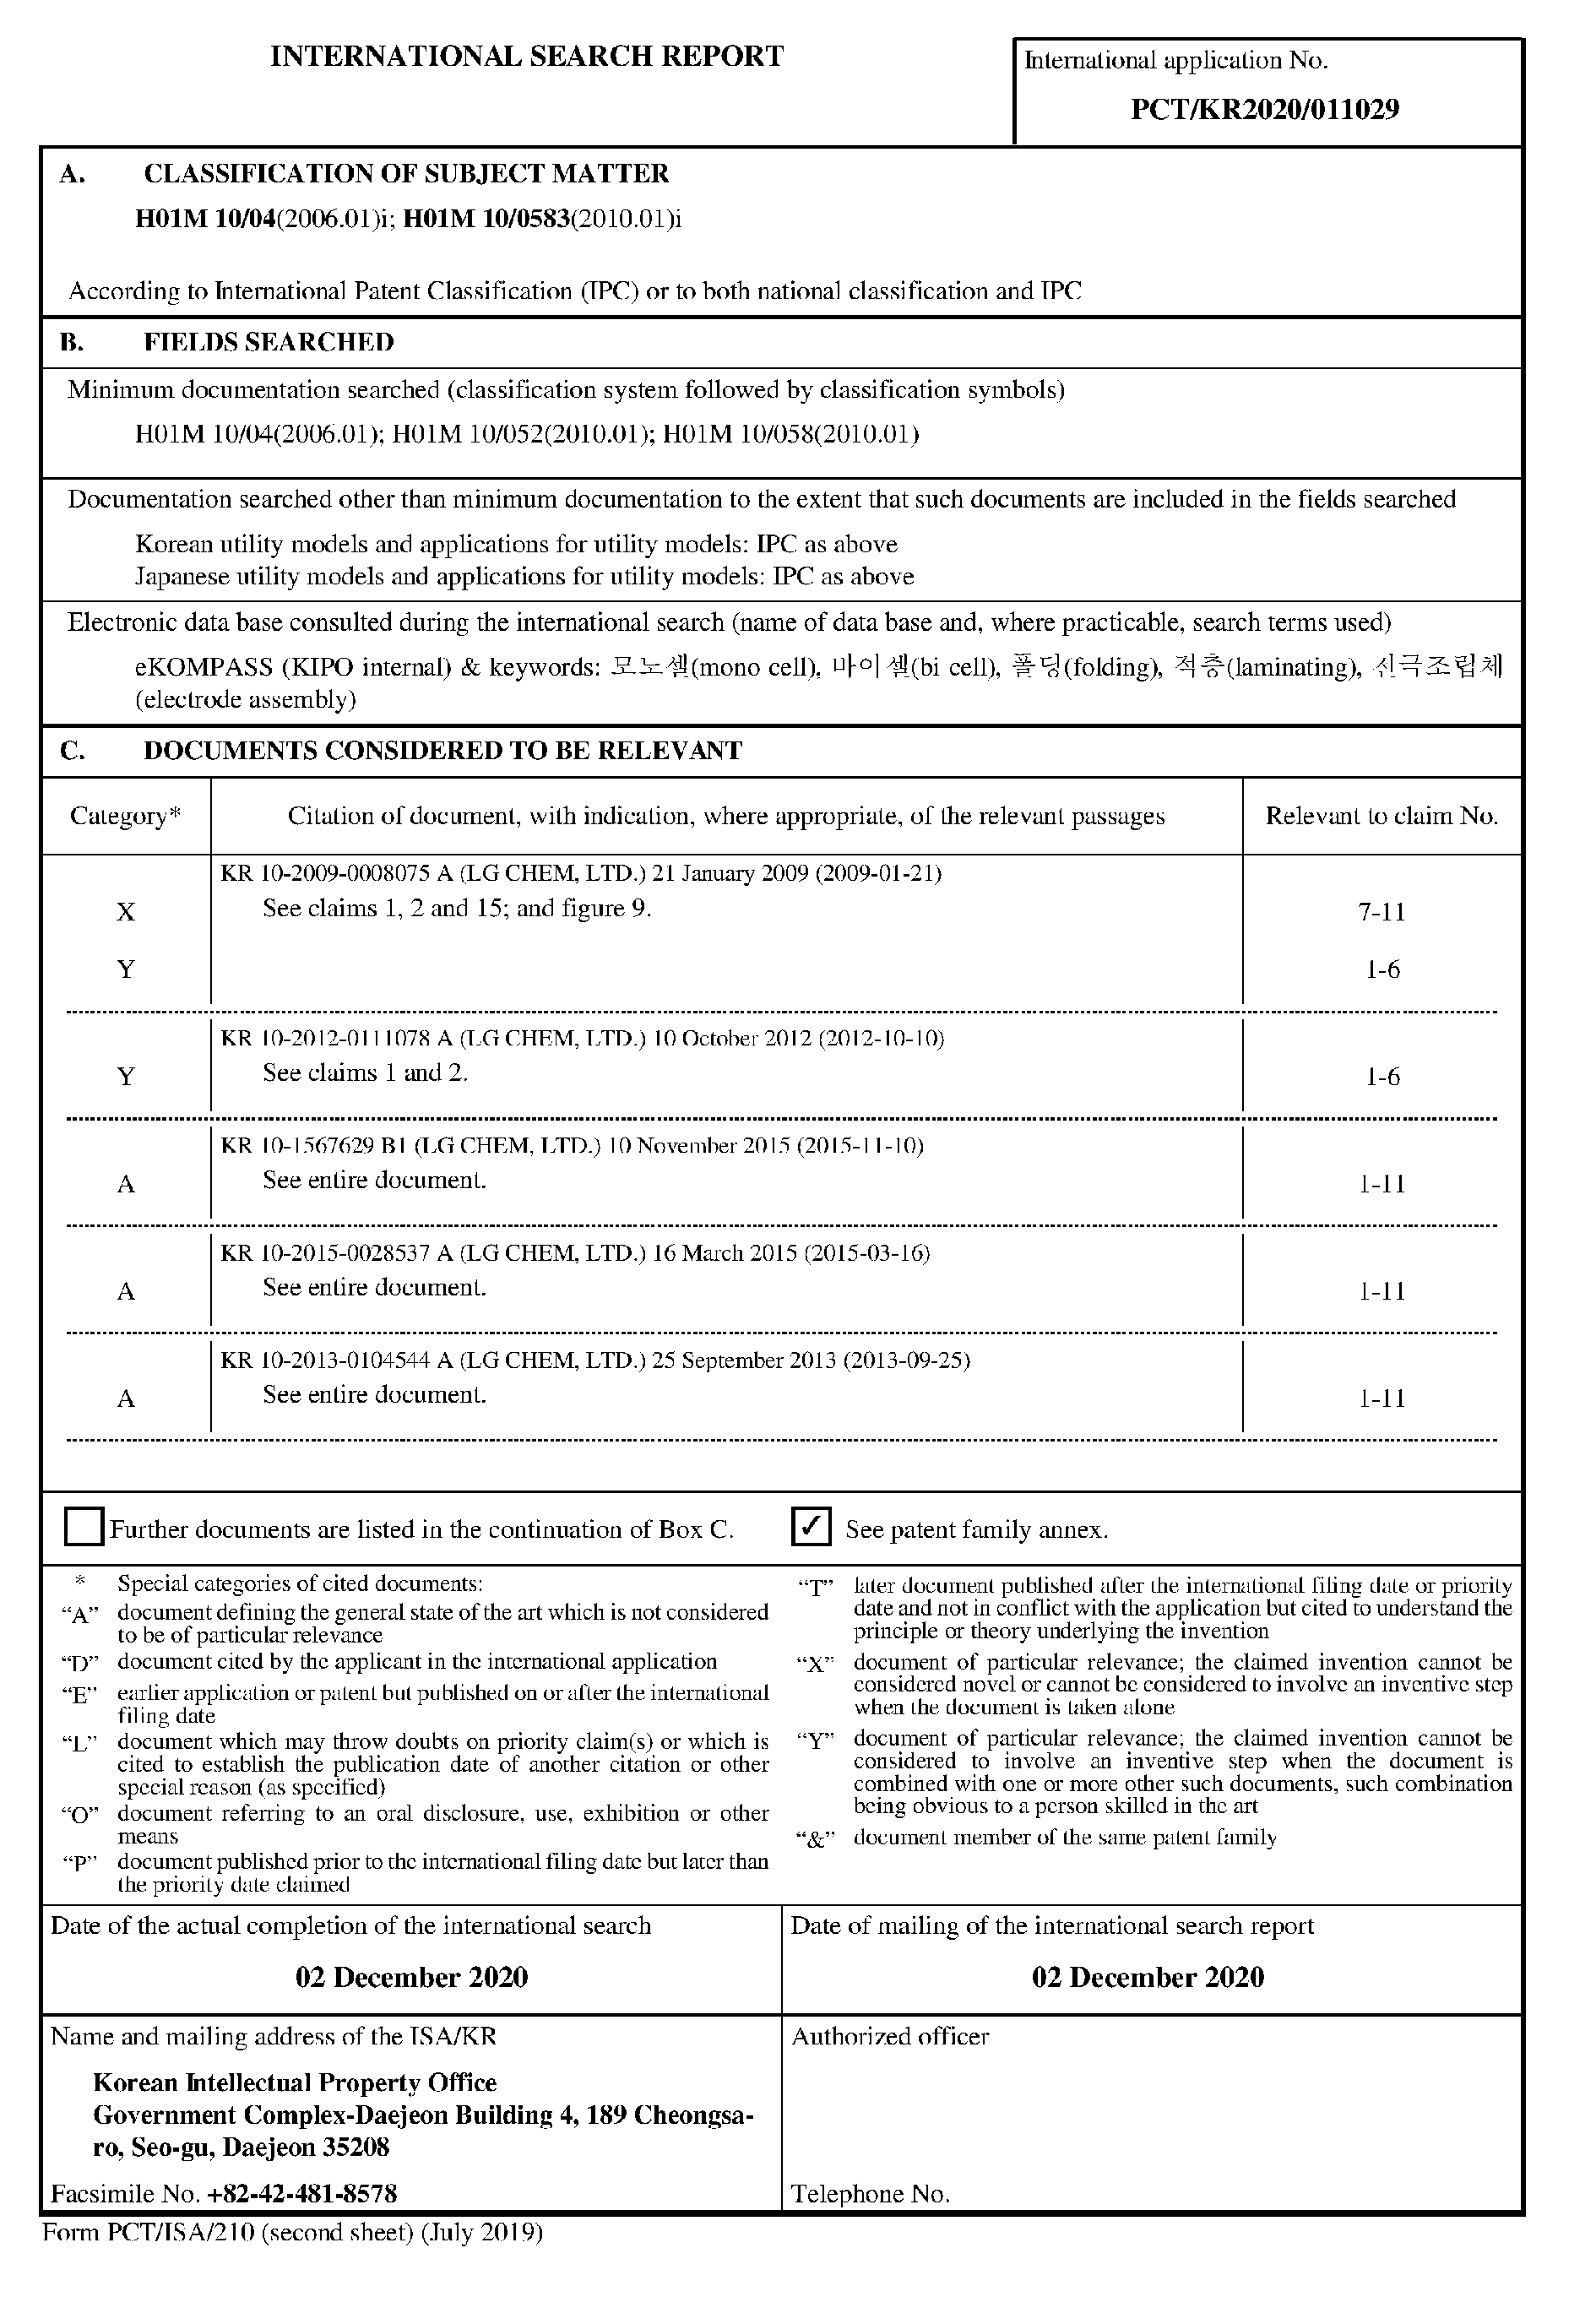 INTERNATIONAL SEARCH REPORT
International application No.
PCT/KR2020/011029
A. CLASSIFICATION OF SUBJECT MATTER
H01M 10/04(2006.01)i; H01M 10/0583(2010.01)i
According to International Patent Classification (IPC) or to both national classification and IPC
B. FIELDS SEARCHED
Minimum documentation searched (classification system followed by classification symbols)
H01M 10/04(2006.01); H01M 10/052(2010.01); H01M 10/058(2010.01)
Documentation searched other than minimum documentation to the extent that such documents are included in the fields searched
Korean utility models and applications for utility models: IPC as above
Japanese utility models and applications for utility models: IPC as above
Electronic data base consulted during the international search (name of data base and, where practicable, search terms used)
eKOMPASS (KIPO internal) & keywords: 모노셀(mono cell), 바이셀(bi cell), 폴딩(folding), 적층(laminating), 전극조립체
(electrode assembly)
C. DOCUMENTS CONSIDERED TO BE RELEVANT
Category* Citation of document, with indication, where appropriate, of the relevant passages Relevant to claim No.
KR 10-2009-0008075 A (LG CHEM, LTD.) 21 January 2009 (2009-01-21)
X See claims 1, 2 and 15; and figure 9. 7-11
Y 1-6
KR 10-2012-0111078 A (LG CHEM, LTD.) 10 October 2012 (2012-10-10)
Y See claims 1 and 2. 1-6
KR 10-1567629 B1 (LG CHEM, LTD.) 10 November 2015 (2015-11-10)
A See entire document. 1-11
KR 10-2015-0028537 A (LG CHEM, LTD.) 16 March 2015 (2015-03-16)
A See entire document. 1-11
KR 10-2013-0104544 A (LG CHEM, LTD.) 25 September 2013 (2013-09-25)
A See entire document. 1-11
Further documents are listed in the continuation of Box C.
✓ See patent family annex.
* Special categories of cited documents:
“A” document defining the general state of the art which is not considered
to be of particular relevance
“D” document cited by the applicant in the international application
“E” earlier application or patent but published on or after the international
filing date
“L” document which may throw doubts on priority claim(s) or which is
cited to establish the publication date of another citation or other
special reason (as specified)
“O” document referring to an oral disclosure, use, exhibition or other
means
“P” document published prior to the international filing date but later than
the priority date claimed
“T” later document published after the international filing date or priority
date and not in conflict with the application but cited to understand the
principle or theory underlying the invention
“X” document of particular relevance; the claimed invention cannot be
considered novel or cannot be considered to involve an inventive step
when the document is taken alone
“Y” document of particular relevance; the claimed invention cannot be
considered to involve an inventive step when the document is
combined with one or more other such documents, such combination
being obvious to a person skilled in the art
“&” document member of the same patent family
Date of the actual completion of the international search
02 December 2020
Date of mailing of the international search report
02 December 2020
Name and mailing address of the ISA/KR
Korean Intellectual Property Office
Government Complex-Daejeon Building 4, 189 Cheongsa-
ro, Seo-gu, Daejeon 35208
Facsimile No. +82-42-481-8578
Authorized officer
Telephone No.
Form PCT/ISA/210 (second sheet) (July 2019)